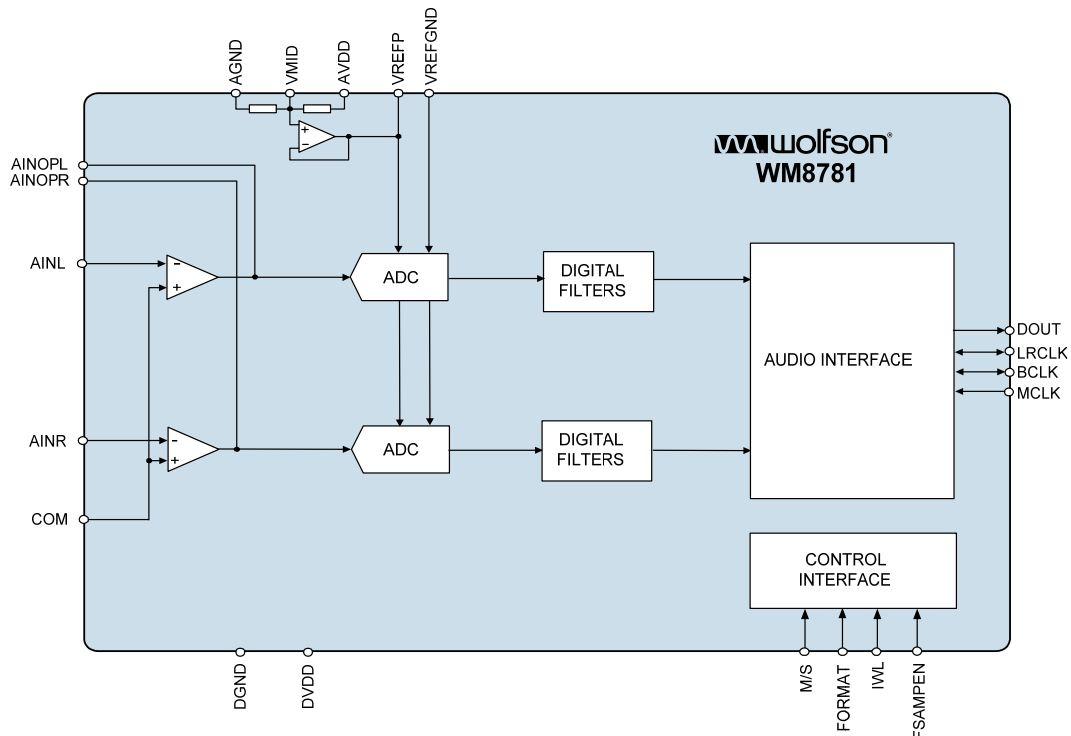 AGND
VMID
AVDD
VREFP
VREFGND
wolfson®
WM8781
+
-
AINOPL
AINOPR
AINL
-
+
ADC
DIGITAL
FILTERS
AUDIO INTERFACE
DOUT
LRCLK
BCLK
MCLK
AINR
-
+
ADC
DIGITAL
FILTERS
COM
CONTROL
INTERFACE
DGND
DVDD
M/S
FORMAT
IWL
FSAMPEN